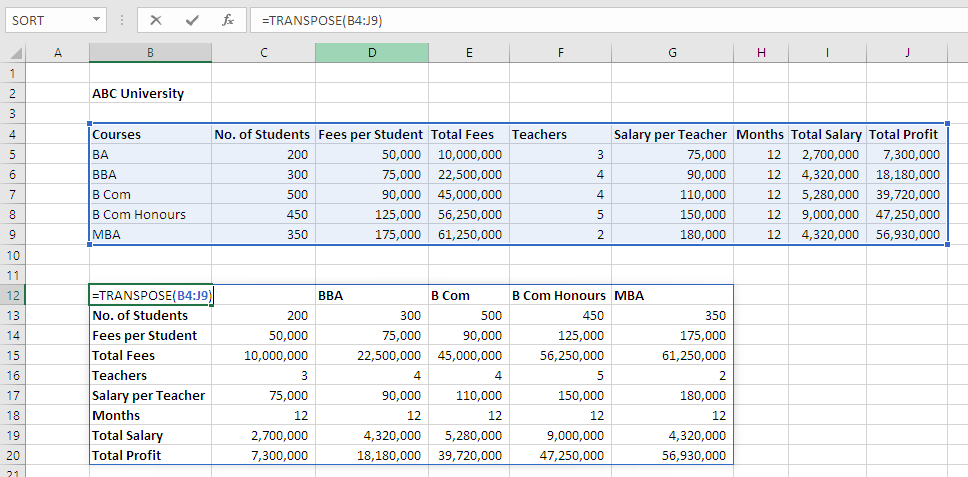 SORT =TRANSPOSE(B4:J9)
A B C D E F G H I J
1
2 ABC University
3
4 Courses No. of Students Fees per Student Total Fees Teachers Salary per Teacher Months Total Salary Total Profit
5 BA 200 50,000 10,000,000 3 75,000 12 2,700,000 7,300,000
6 BBA 300 75,000 22,500,000 4 90,000 12 4,320,000 18,180,000
7 B Com 500 90,000 45,000,000 4 110,000 12 5,280,000 39,720,000
8 B Com Honours 450 125,000 56,250,000 5 150,000 12 9,000,000 47,250,000
9 MBA 350 175,000 61,250,000 2 180,000 12 4,320,000 56,930,000
10
11
12 =TRANSPOSE(B4:J9) BBA B Com B Com Honours MBA
13 No. of Students 200 300 500 450 350
14 Fees per Student 50,000 75,000 90,000 125,000 175,000
15 Total Fees 10,000,000 22,500,000 45,000,000 56,250,000 61,250,000
16 Teachers 3 4 4 5 2
17 Salary per Teacher 75,000 90,000 110,000 150,000 180,000
18 Months 12 12 12 12 12
19 Total Salary 2,700,000 4,320,000 5,280,000 9,000,000 4,320,000
20 Total Profit 7,300,000 18,180,000 39,720,000 47,250,000 56,930,000
21